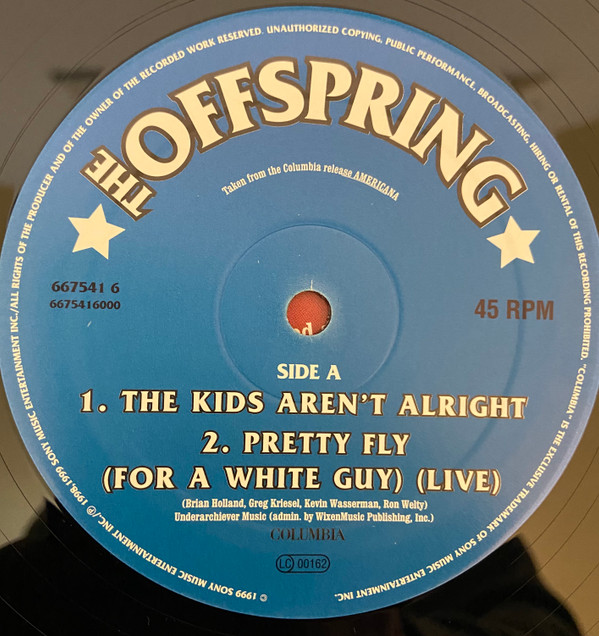 ALL RIGHTS OF THE PRODUCER AND OF THE OWNER OF THE RECORDED WORK RESERVED. UNAUTHORIZED COPYING, PUBLIC PERFORMANCE, BROADCASTING, HIRING OR RENTAL OF THIS RECORDING PROHIBITED. "COLUMBIA" IS THE EXCLUSIVE TRADEMARK OF SONY MUSIC ENTERTAINMENT INC.
© 1999 SONY MUSIC ENTERTAINMENT INC./℗ 1998,1999 SONY MUSIC ENTERTAINMENT INC./
THE OFFSPRING
Taken from the Columbia release AMERICANA
667541 6
6675416000
45 RPM
SIDE A
1. THE KIDS AREN'T ALRIGHT
2. PRETTY FLY
(FOR A WHITE GUY) (LIVE)
(Brian Holland, Greg Kriesel, Kevin Wasserman, Ron Welty)
Underarchiever Music (admin. by WixenMusic Publishing, Inc.)
COLUMBIA
LC 00162